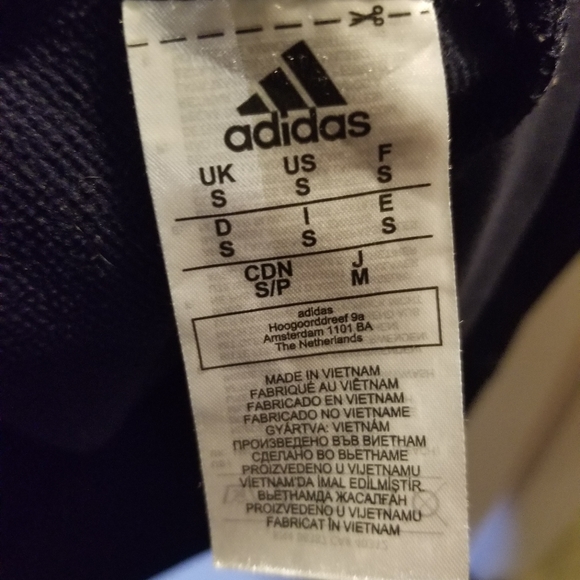 adidas
UK US F
S S S
D I E
S S S
CDN J
S/P M
adidas
Hoogoorddreef 9a
Amsterdam 1101 BA
The Netherlands
MADE IN VIETNAM
FABRIQUÉ AU VIÊTNAM
FABRICADO EN VIETNAM
FABRICADO NO VIETNAME
GYÁRTVA: VIETNÁM
ПРОИЗВЕДЕНО ВЪВ ВИЕТНАМ
СДЕЛАНО ВО ВЬЕТНАМЕ
PROIZVEDENO U VIJETNAMU
VİETNAM'DA İMAL EDİLMİŞTİR.
ВЬЕТНАМДА ЖАСАЛҒАН
PROIZVEDENO U VIJETNAMU
FABRICAT ÎN VIETNAM